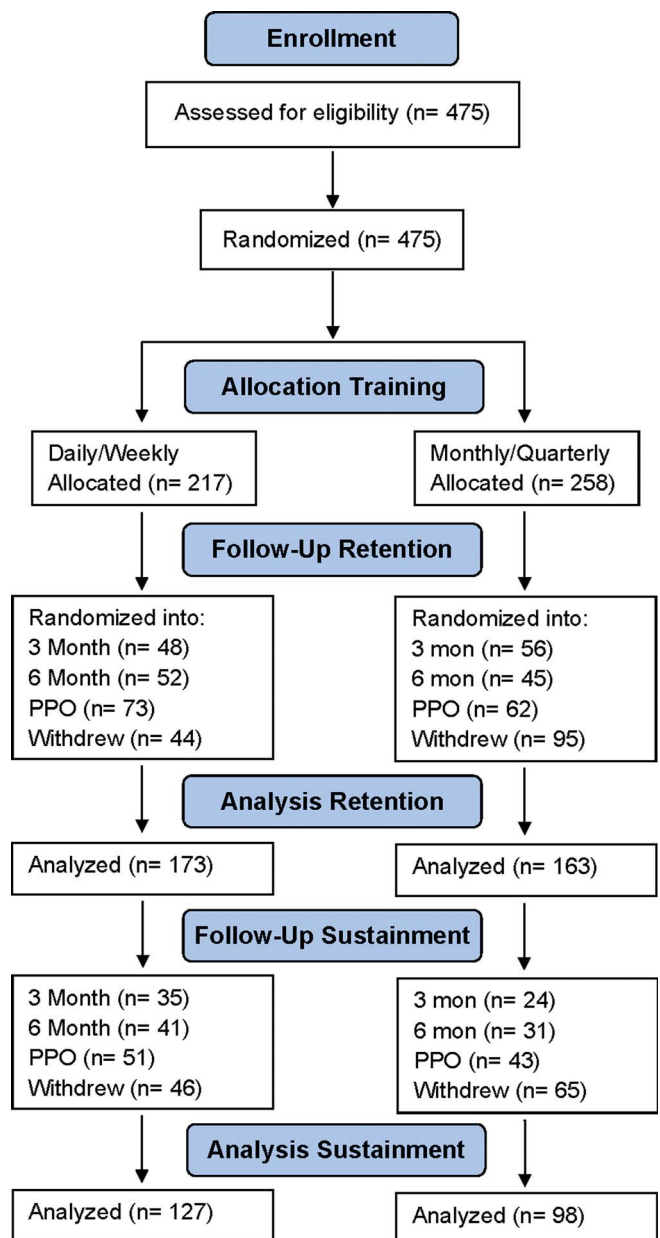 Enrollment
Assessed for eligibility (n= 475)
Randomized (n= 475)
Allocation Training
Daily/Weekly
Allocated (n= 217)
Monthly/Quarterly
Allocated (n= 258)
Follow-Up Retention
Randomized into:
3 Month (n= 48)
6 Month (n= 52)
PPO (n= 73)
Withdrew (n= 44)
Randomized into:
3 mon (n= 56)
6 mon (n= 45)
PPO (n= 62)
Withdrew (n= 95)
Analysis Retention
Analyzed (n= 173)
Analyzed (n= 163)
Follow-Up Sustainment
3 Month (n= 35)
6 Month (n= 41)
PPO (n= 51)
Withdrew (n= 46)
3 mon (n= 24)
6 mon (n= 31)
PPO (n= 43)
Withdrew (n= 65)
Analysis Sustainment
Analyzed (n= 127)
Analyzed (n= 98)